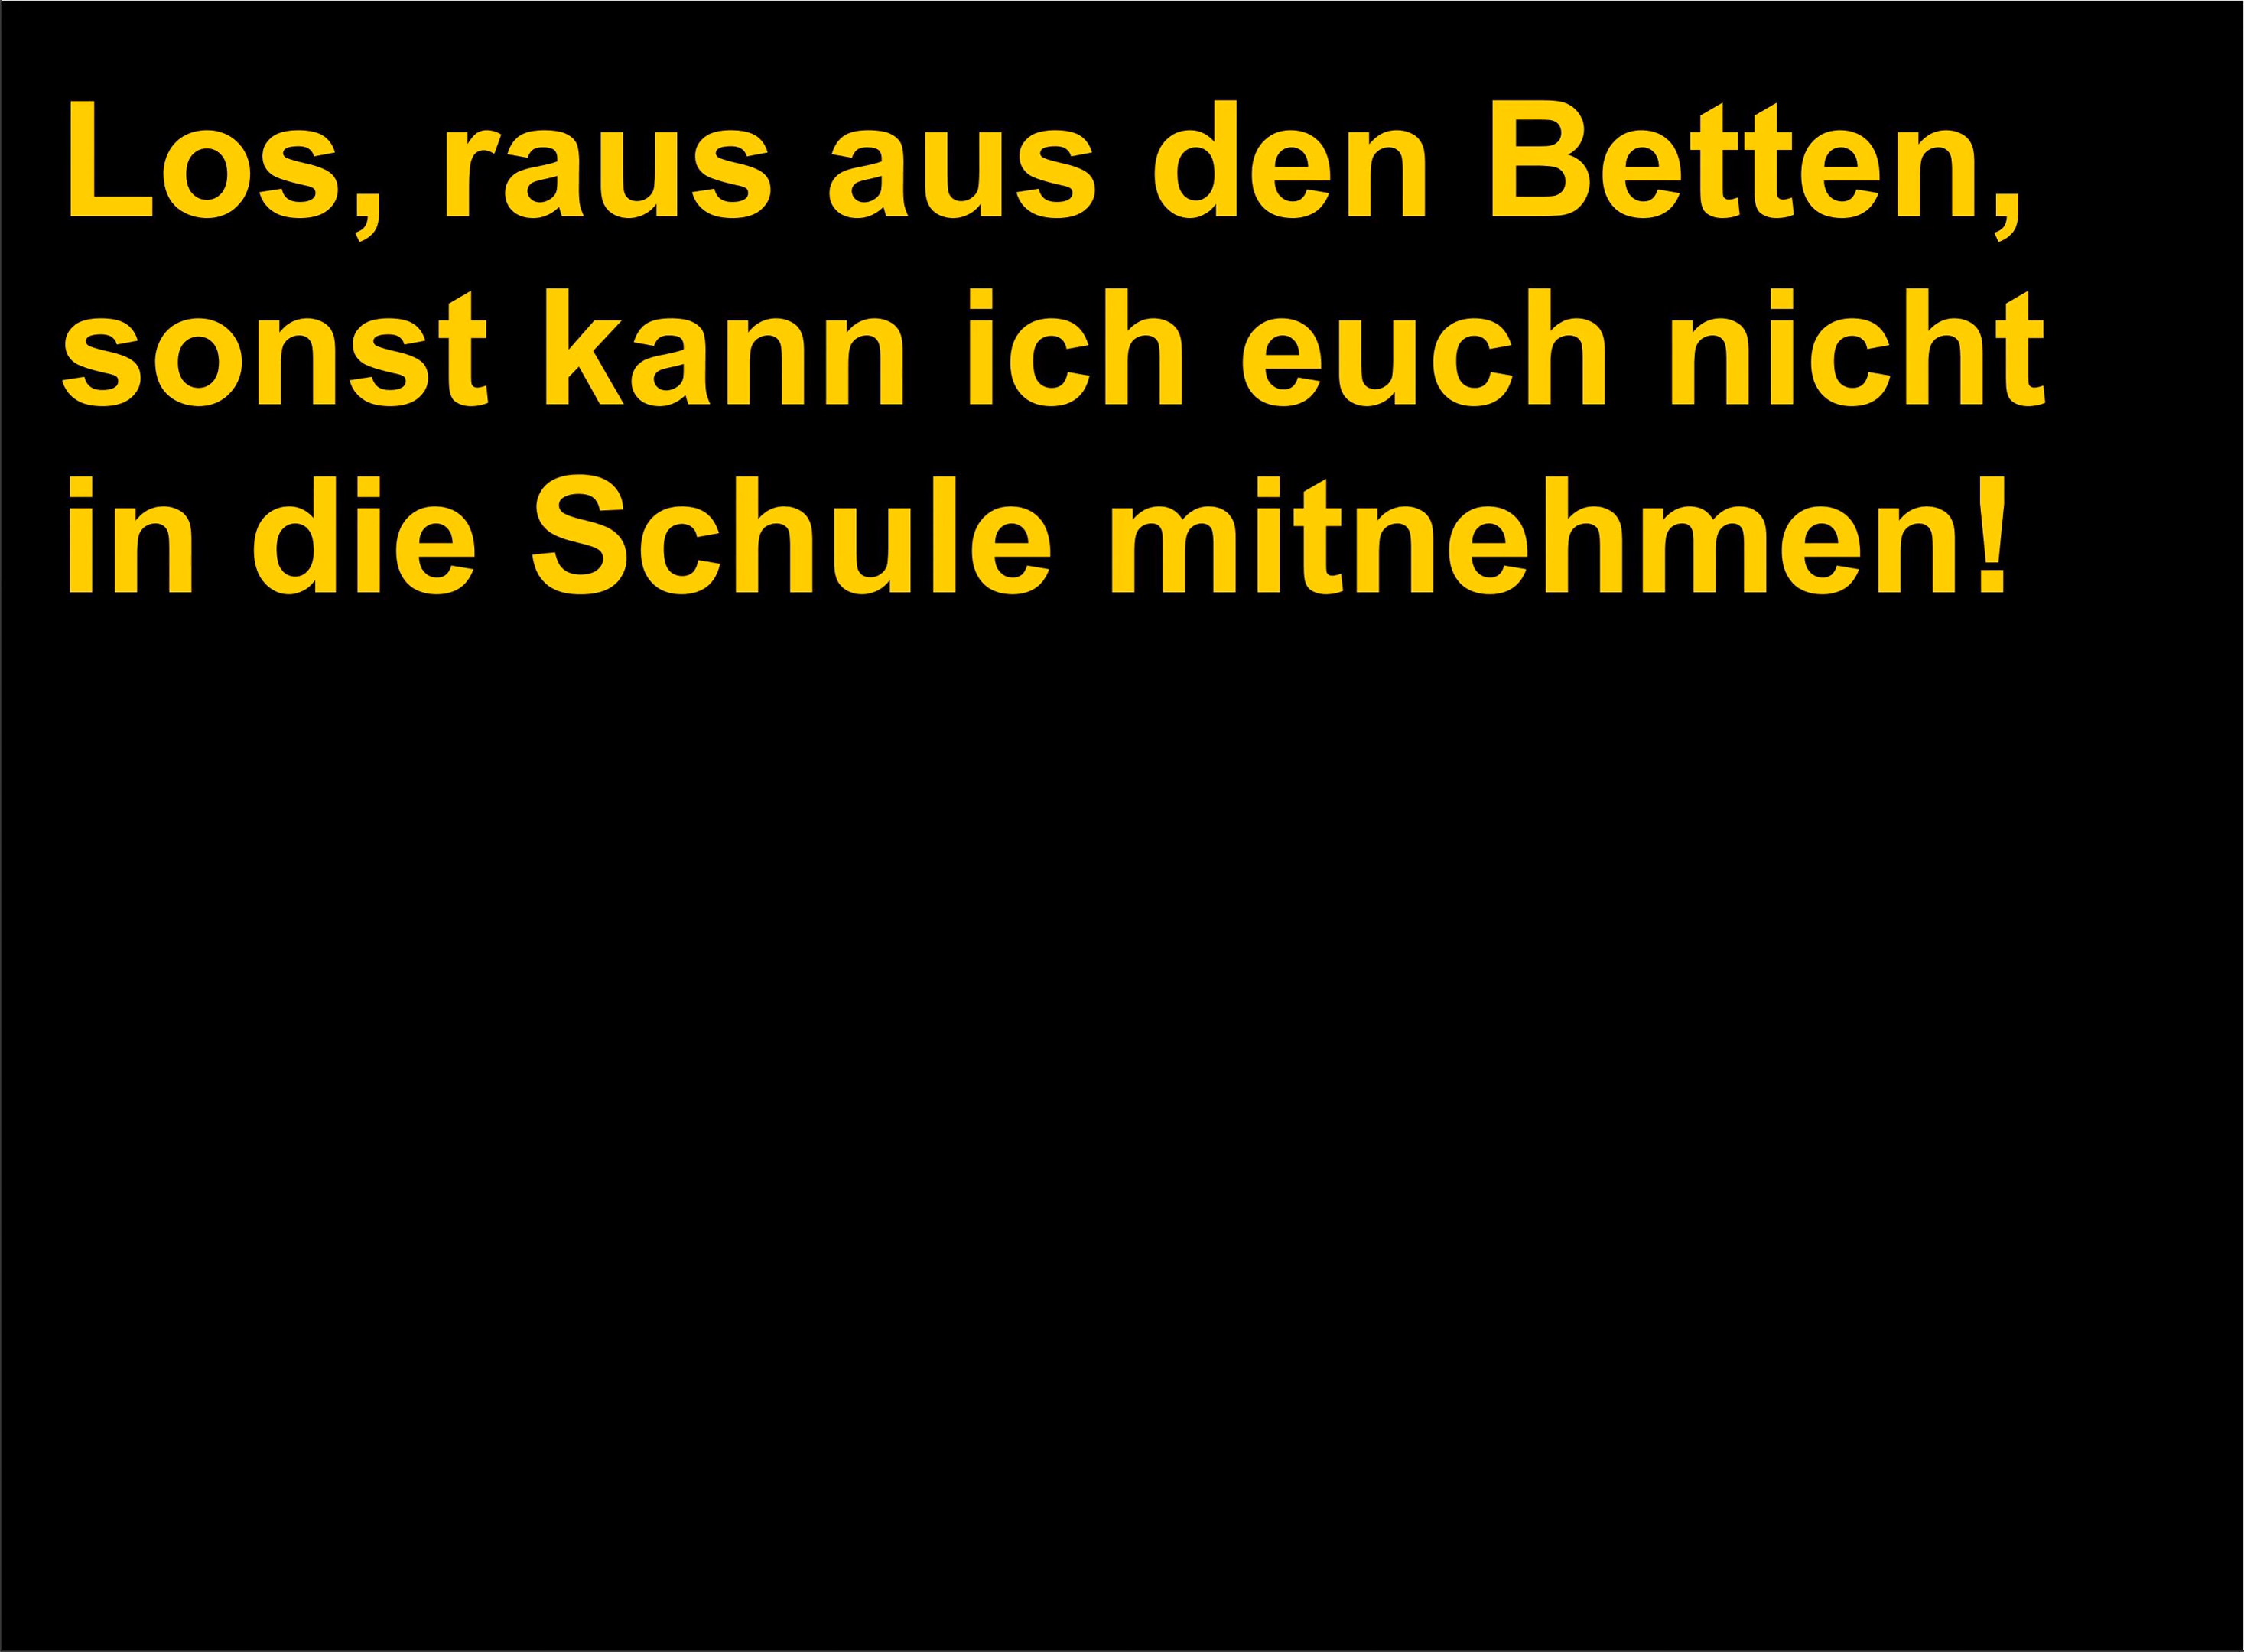 Los, raus aus den Betten,
sonst kann ich euch nicht
in die Schule mitnehmen!